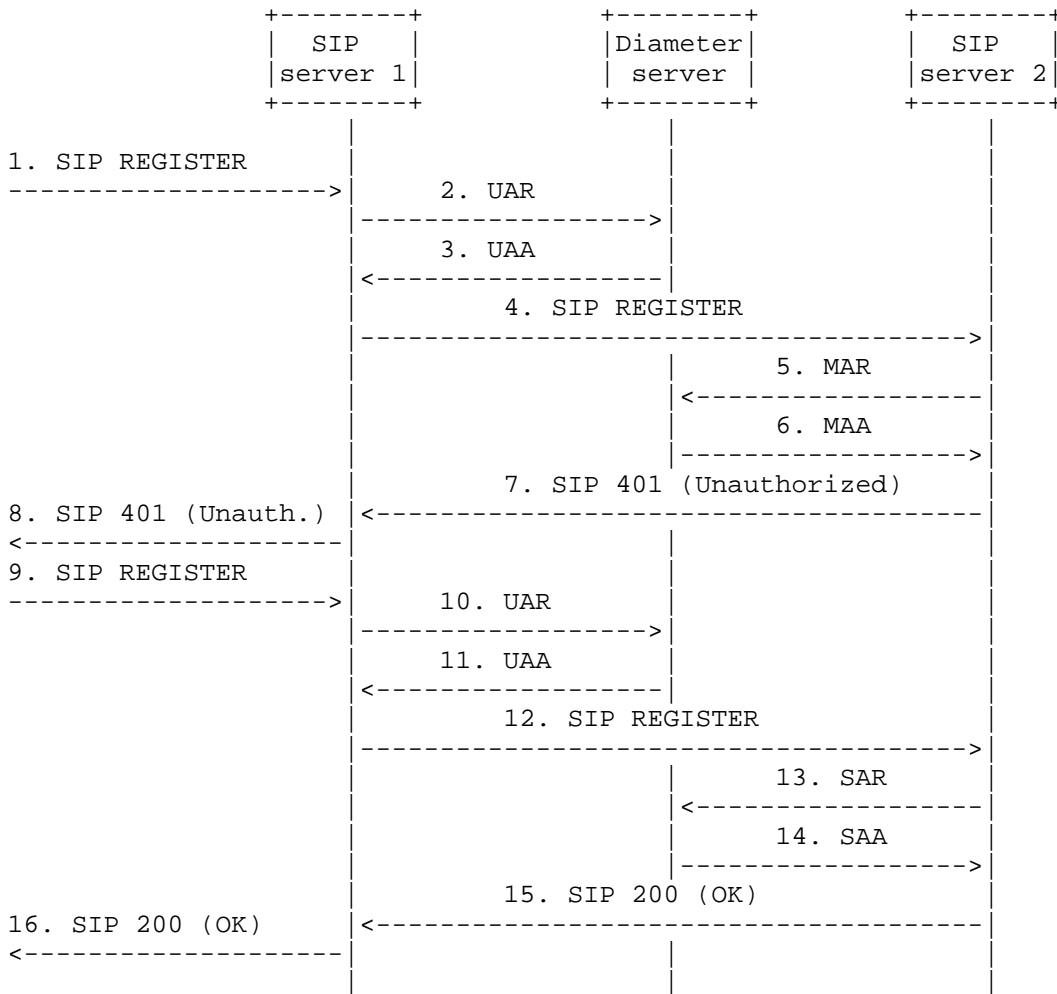 SIP server 1
Diameter server
SIP server 2
1. SIP REGISTER
2. UAR
3. UAA
4. SIP REGISTER
5. MAR
6. MAA
7. SIP 401 (Unauthorized)
8. SIP 401 (Unauth.)
9. SIP REGISTER
10. UAR
11. UAA
12. SIP REGISTER
13. SAR
14. SAA
15. SIP 200 (OK)
16. SIP 200 (OK)